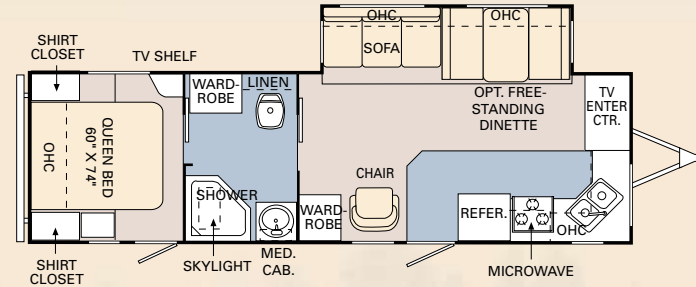 OHC
OHC
SOFA
SHIRT
CLOSET
TV SHELF
WARD-
ROBE
LINEN
OPT. FREE-
STANDING
DINETTE
TV
ENTER
CTR.
OHC
QUEEN BED
60" X 74"
SHOWER
WARD-
ROBE
CHAIR
REFER.
OHC
SHIRT
CLOSET
SKYLIGHT
MED.
CAB.
MICROWAVE